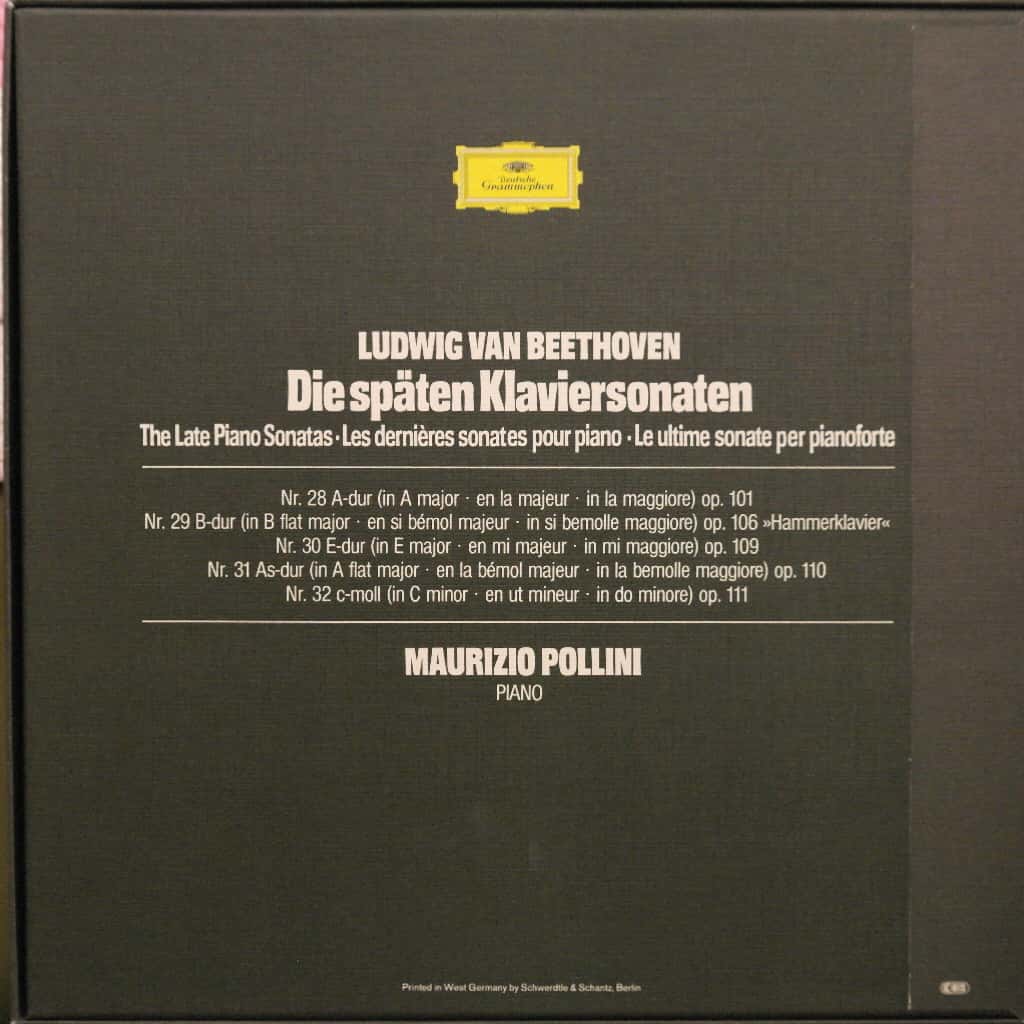 Deutsche
Grammophon
LUDWIG VAN BEETHOVEN
Die späten Klaviersonaten
The Late Piano Sonatas · Les dernières sonates pour piano · Le ultime sonate per pianoforte
Nr. 28 A-dur (in A major · en la majeur · in la maggiore) op. 101
Nr. 29 B-dur (in B flat major · en si bémol majeur · in si bemolle maggiore) op. 106 »Hammerklavier«
Nr. 30 E-dur (in E major · en mi majeur · in mi maggiore) op. 109
Nr. 31 As-dur (in A flat major · en la bémol majeur · in la bemolle maggiore) op. 110
Nr. 32 c-moll (in C minor · en ut mineur · in do minore) op. 111
MAURIZIO POLLINI
PIANO
Printed in West Germany by Schwerdtle & Schantz, Berlin